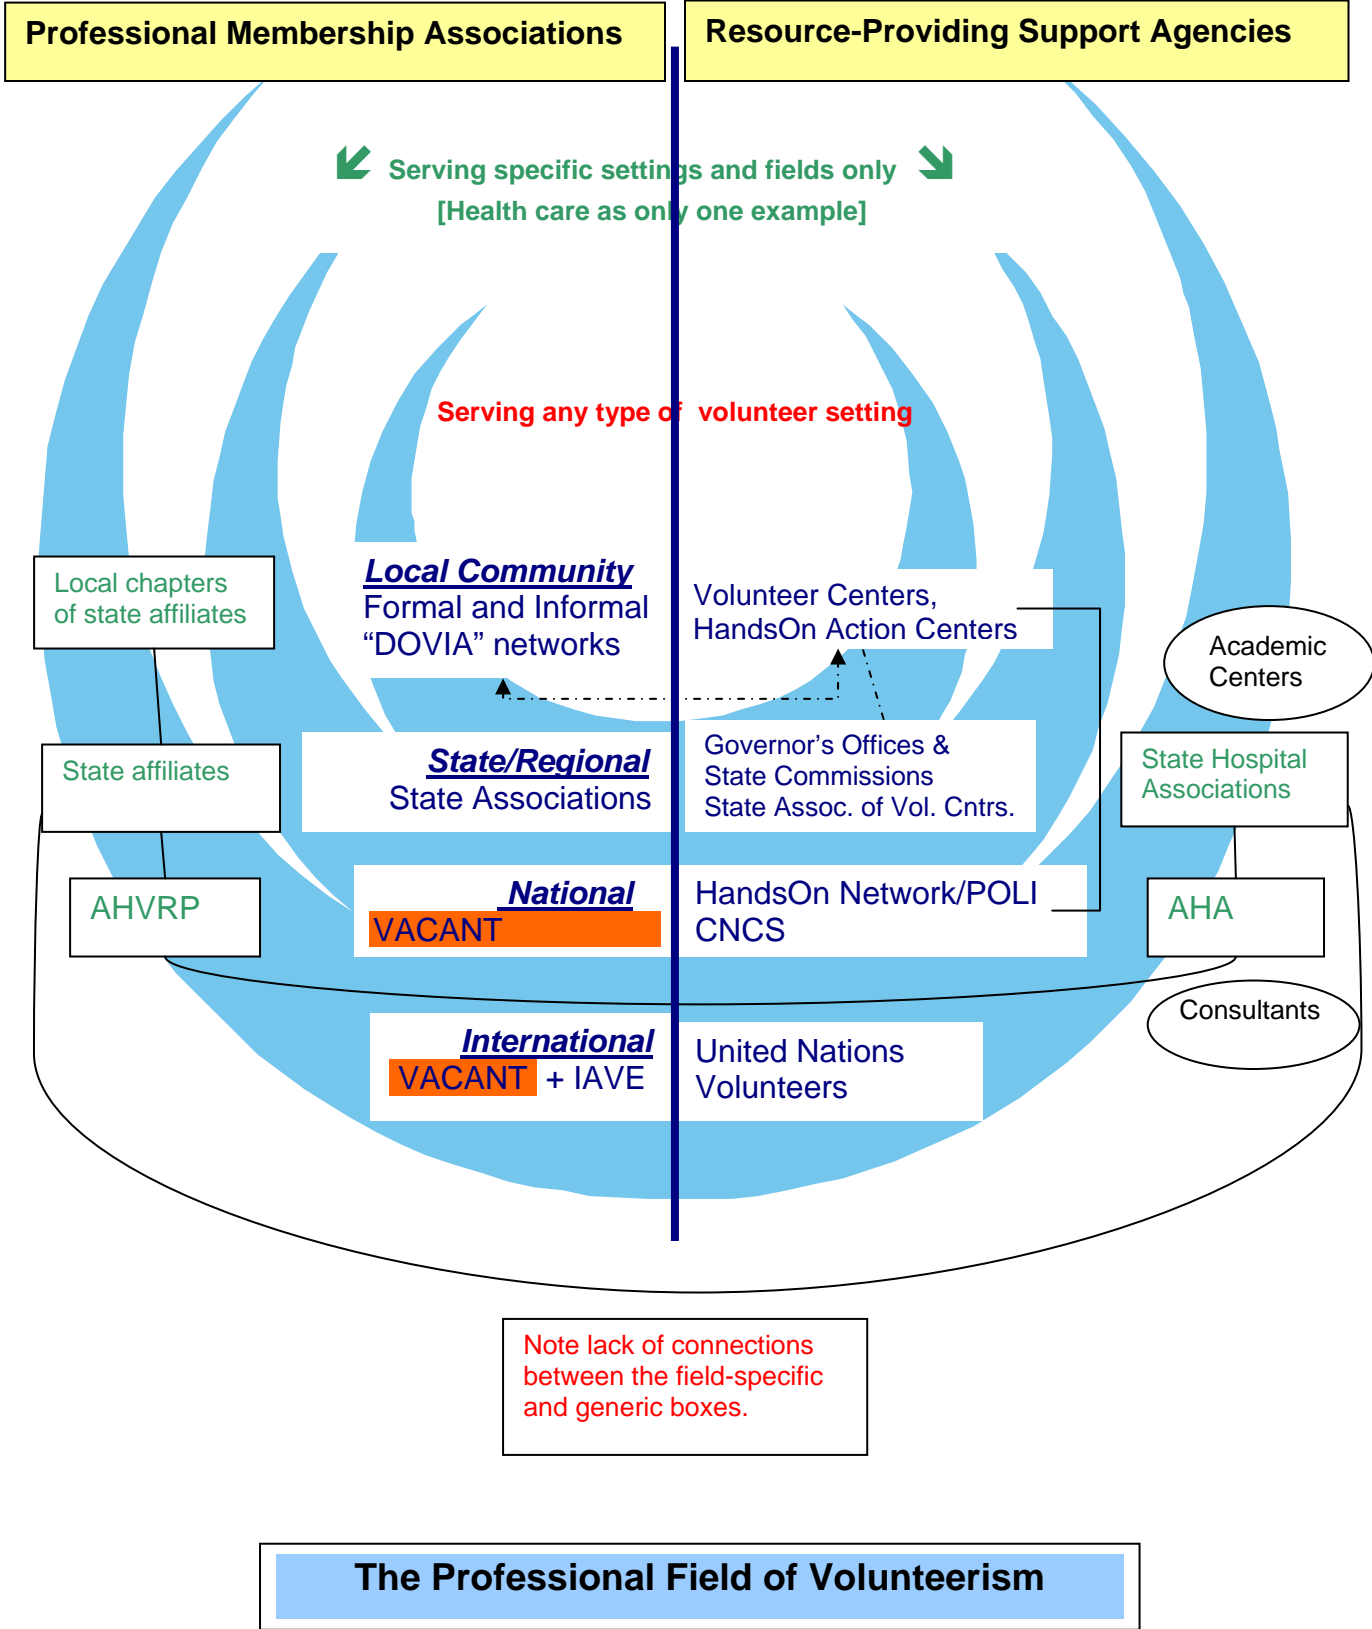 Professional Membership Associations
Resource-Providing Support Agencies
Serving specific settings and fields only
[Health care as only one example]
Serving any type of volunteer setting
Local chapters
of state affiliates
Local Community
Formal and Informal
“DOVIA” networks
Volunteer Centers,
HandsOn Action Centers
Academic
Centers
State affiliates
State/Regional
State Associations
Governor’s Offices &
State Commissions
State Assoc. of Vol. Cntrs.
State Hospital
Associations
AHVRP
National
VACANT
HandsOn Network/POLI
CNCS
AHA
Consultants
International
VACANT + IAVE
United Nations
Volunteers
Note lack of connections
between the field-specific
and generic boxes.
The Professional Field of Volunteerism